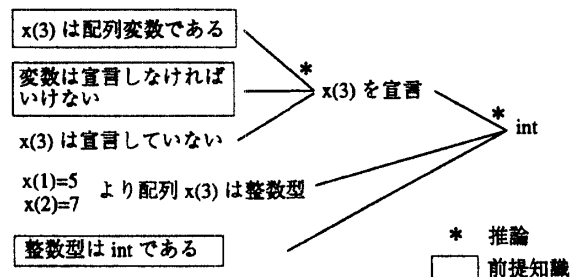 x(3) は配列変数である
変数は宣言しなければ
いけない
*
x(3) を宣言
x(3) は宣言していない
*
int
x(1)=5
x(2)=7
より配列 x(3) は整数型
整数型は int である
* 推論
前提知識